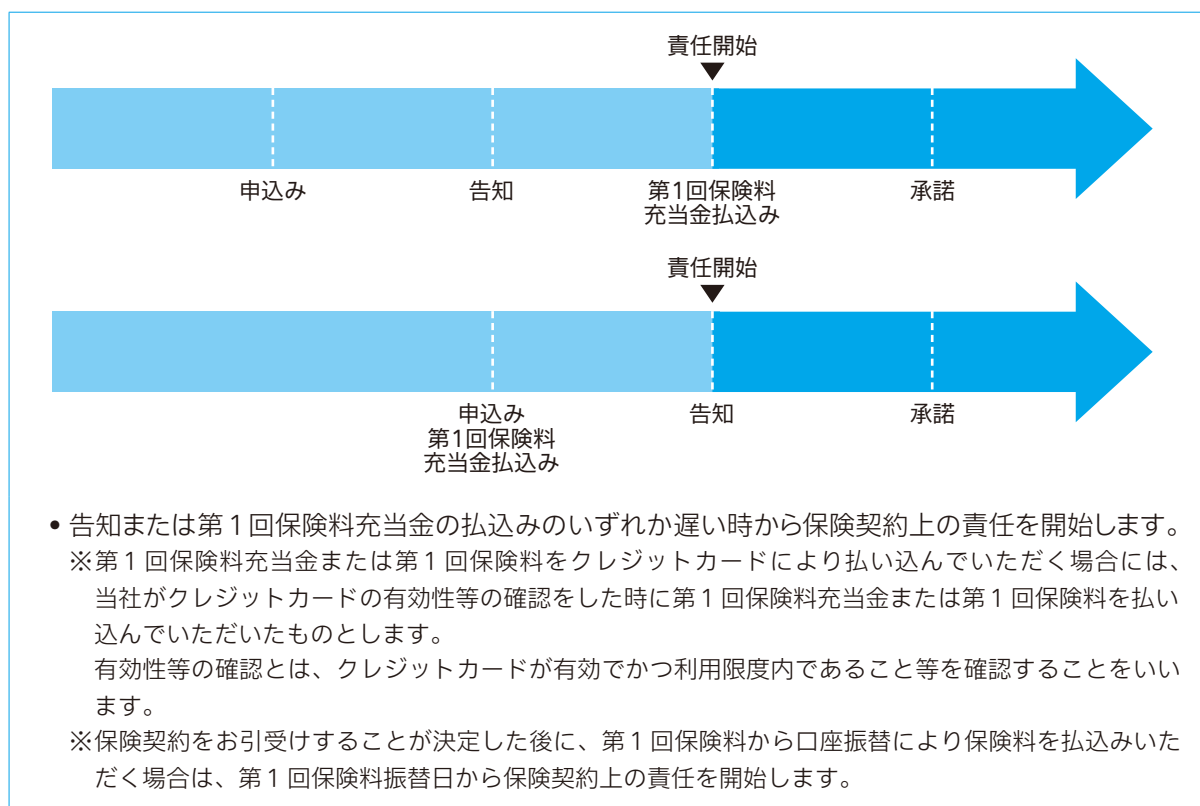 責任開始
申込み
告知
第1回保険料
充当金払込み
承諾
責任開始
申込み
第1回保険料
充当金払込み
告知
承諾
• 告知または第１回保険料充当金の払込みのいずれか遅い時から保険契約上の責任を開始します。
※第１回保険料充当金または第１回保険料をクレジットカードにより払い込んでいただく場合には、
当社がクレジットカードの有効性等の確認をした時に第１回保険料充当金または第１回保険料を払い
込んでいただいたものとします。
有効性等の確認とは、クレジットカードが有効でかつ利用限度内であること等を確認することをいい
ます。
※保険契約をお引受けすることが決定した後に、第１回保険料から口座振替により保険料を払込みいた
だく場合は、第１回保険料振替日から保険契約上の責任を開始します。